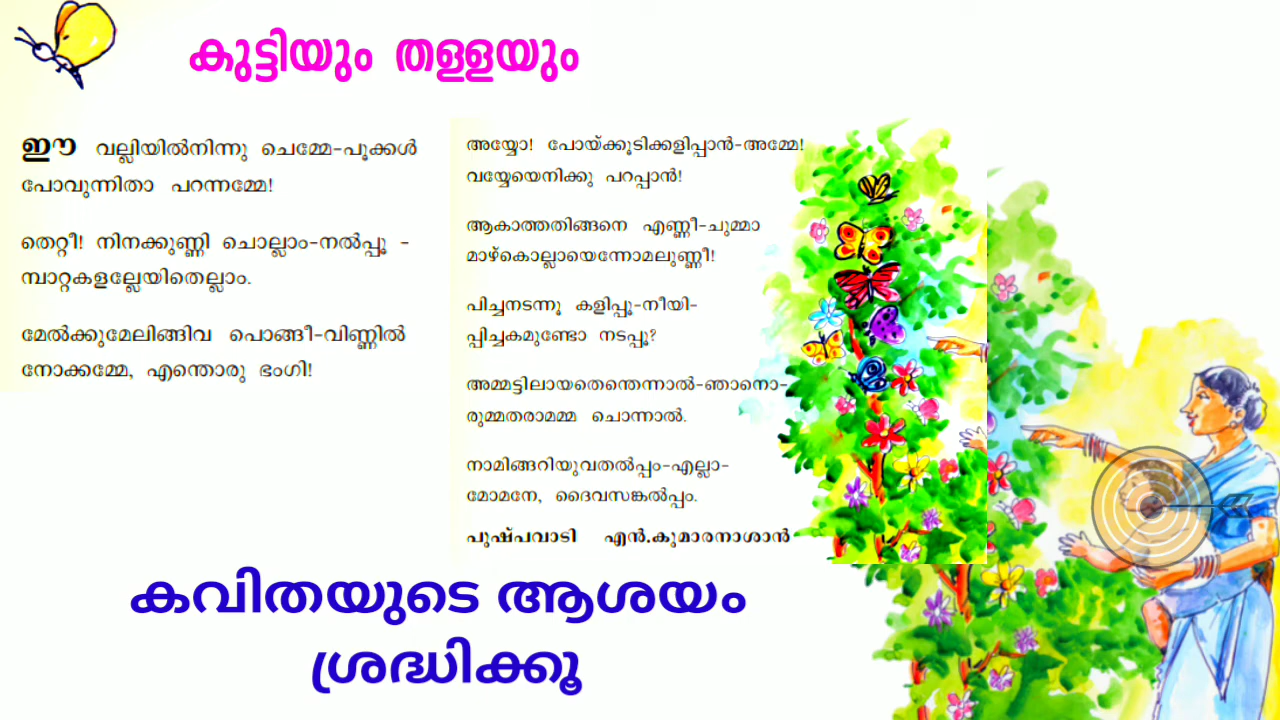 കുട്ടിയും തള്ളയും
ഈ വല്ലിയിൽനിന്നു ചെമ്മേ-പൂക്കൾ
പോവുന്നിതാ പറന്നമ്മേ!
തെറ്റീ! നിനക്കുണ്ണി ചൊല്ലാം-നൽപ്പൂ -
മ്പാറ്റകളല്ലേയിതെല്ലാം.
മേൽക്കുമേലിങ്ങിവ പൊങ്ങീ-വിണ്ണിൽ
നോക്കമ്മേ, എന്തൊരു ഭംഗി!
അയ്യോ! പോയ്ക്കൂടിക്കളിപ്പാൻ-അമ്മേ!
വയ്യേയെനിക്കു പറപ്പാൻ!
ആകാത്തതിങ്ങനെ എണ്ണീ-ചുമ്മാ
മാഴ്കൊല്ലായെന്നോമലുണ്ണീ!
പിച്ചനടന്നൂ കളിപ്പൂ-നീയി-
പ്പിച്ചകമുണ്ടോ നടപ്പൂ?
അമ്മട്ടിലായതെന്തെന്നാൽ-ഞാനൊ-
രുമ്മതരാമമ്മ ചൊന്നാൽ.
നാമിങ്ങറിയുവതൽപ്പം-എല്ലാ-
മോമനേ, ദൈവസങ്കൽപ്പം.
പുഷ്പവാടി എൻ.കുമാരനാശാൻ
കവിതയുടെ ആശയം
ശ്രദ്ധിക്കൂ